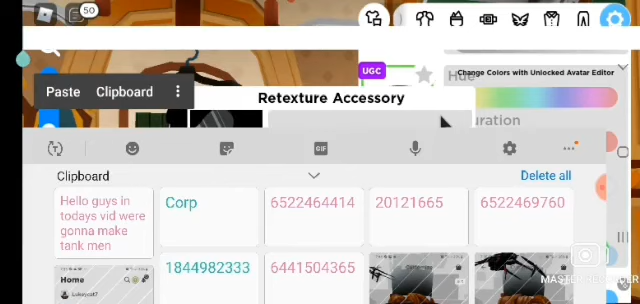 50
UGC
Change Colors with Unlocked Avatar Editor
Hue
Paste Clipboard
Retexture Accessory
uration
GIF
Clipboard
Delete all
Hello guys in
todays vid were
gonna make
tank men
Corp
6522464414
20121665
6522469760
1844982333
6441504365
Home